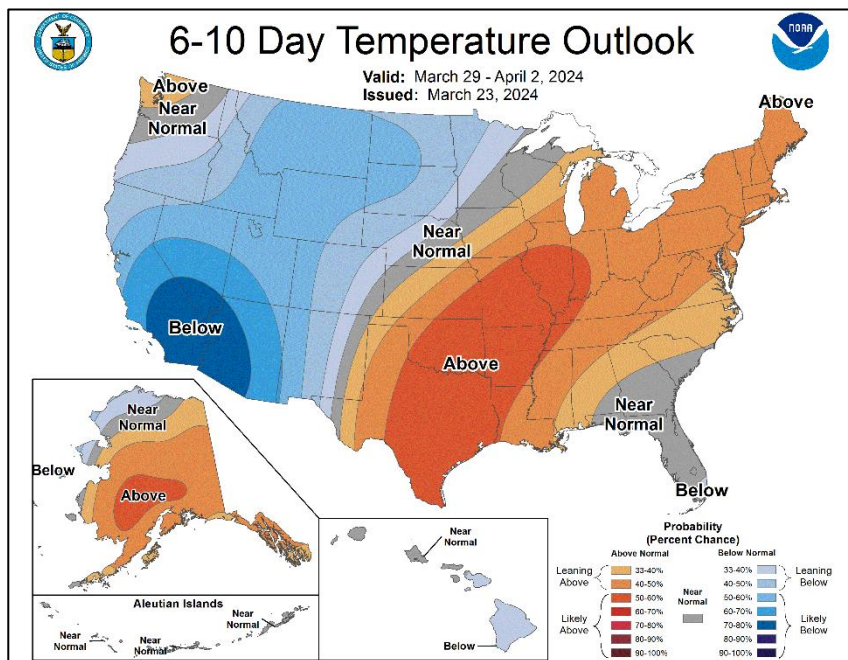 6-10 Day Temperature Outlook
Valid: March 29 - April 2, 2024
Issued: March 23, 2024
NOAA
Above
Near
Normal
Above
Near
Normal
Below
Above
Near
Normal
Below
Near
Normal
Below
Above
Aleutian Islands
Near
Normal
Near
Normal
Near
Normal
Near
Normal
Below
Probability
(Percent Chance)
Above Normal
Below Normal
Leaning
Above
33-40%
40-50%
Likely
Above
50-60%
60-70%
70-80%
80-90%
90-100%
Near
Normal
33-40%
40-50%
Leaning
Below
50-60%
60-70%
70-80%
80-90%
90-100%
Likely
Below